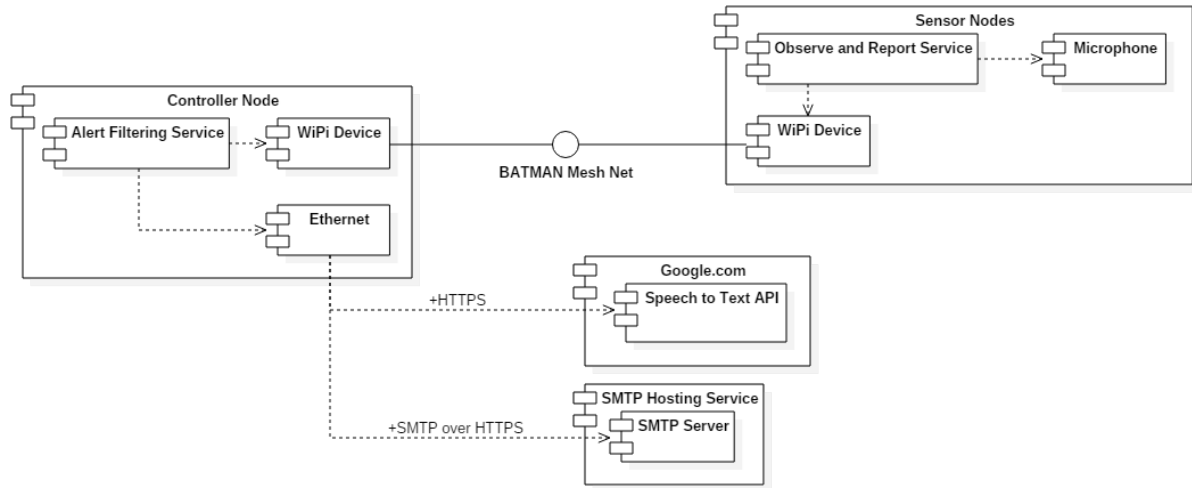 Sensor Nodes
Observe and Report Service
Microphone
WiPi Device
Controller Node
Alert Filtering Service
WiPi Device
BATMAN Mesh Net
Ethernet
Google.com
Speech to Text API
+HTTPS
SMTP Hosting Service
SMTP Server
+SMTP over HTTPS